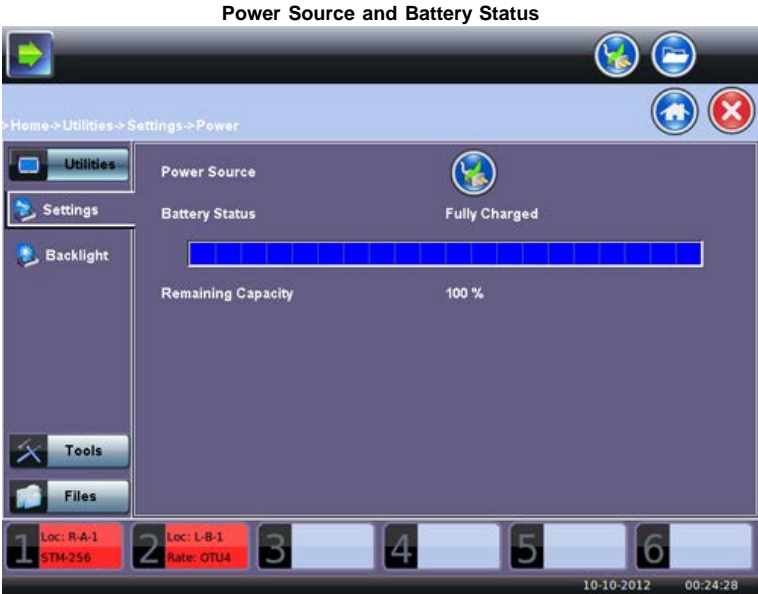 Power Source and Battery Status
>Home->Utilities->Settings->Power
Utilities
Settings
Backlight
Power Source
Battery Status Fully Charged
Remaining Capacity 100 %
Tools
Files
1 Loc: R-A-1
STM-256
2 Loc: L-B-1
Rate: OTU4
3
4
5
6
10-10-2012 00:24:28